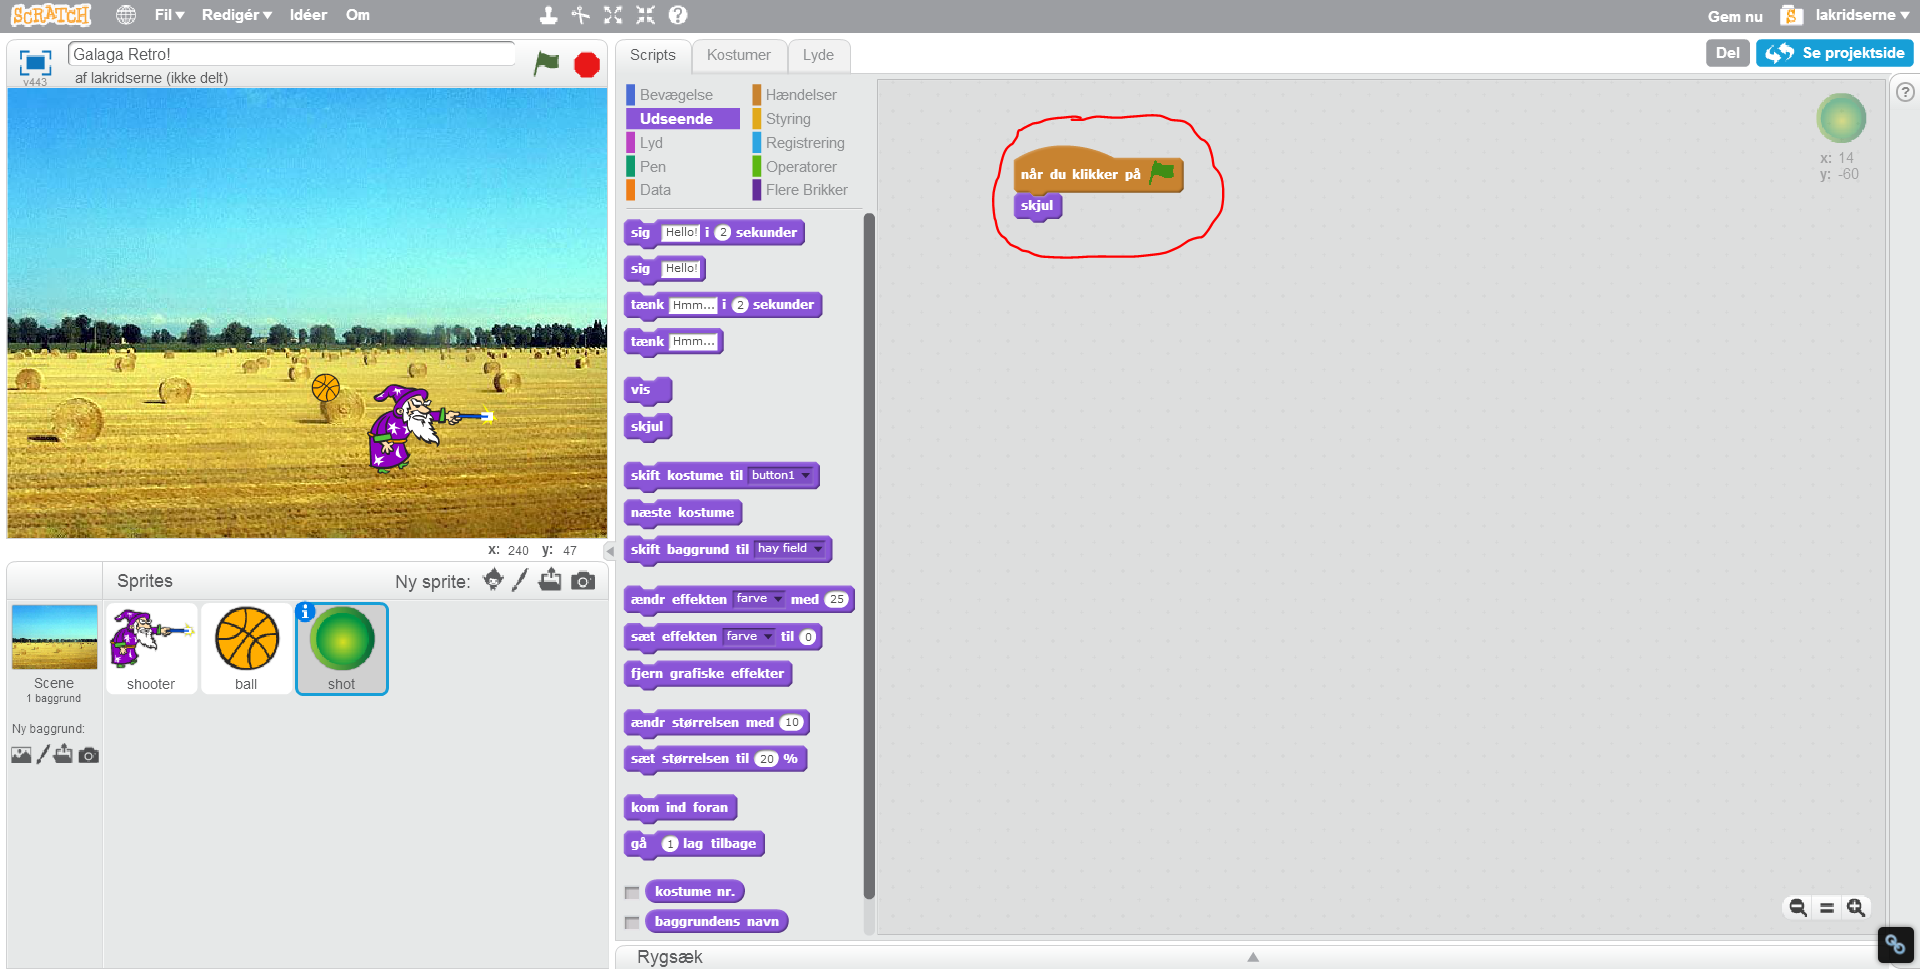 SCRATCH
Fil
Redigér
Idéer
Om
Gem nu
lakridserne
Galaga Retro!
af lakridserne (ikke delt)
v443
Scripts
Kostumer
Lyde
Del
Se projektside
Bevægelse
Hændelser
Udseende
Styring
Lyd
Registrering
Pen
Operatorer
Data
Flere Brikker
sig Hello! i 2 sekunder
sig Hello!
tænk Hmm... i 2 sekunder
tænk Hmm...
vis
skjul
skift kostume til button1
næste kostume
skift baggrund til hay field
ændr effekten farve med 25
sæt effekten farve til 0
fjern grafiske effekter
ændr størrelsen med 10
sæt størrelsen til 20 %
kom ind foran
gå 1 lag tilbage
kostume nr.
baggrundens navn
når du klikker på
skjul
x: 14
y: -60
x: 240 y: 47
Sprites
Ny sprite:
Scene
1 baggrund
Ny baggrund:
shooter
ball
shot
Rygsæk